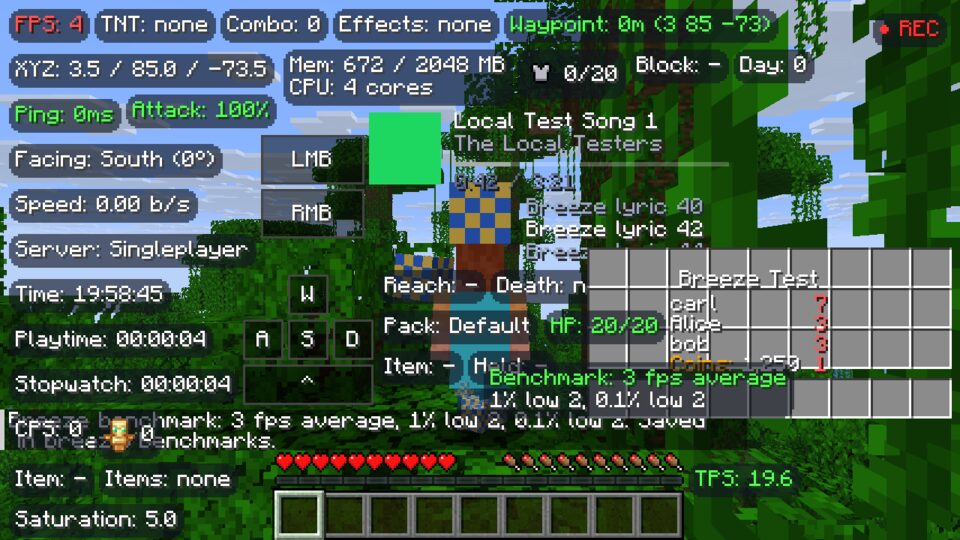 FPS: 4
TNT: none
Combo: 0
Effects: none
Waypoint: 0m (3 85 -73)
REC
XYZ: 3.5 / 85.0 / -73.5
Mem: 672 / 2048 MB
CPU: 4 cores
0/20
Block: -
Day: 0
Ping: 0ms
Attack: 100%
Local Test Song 1
The Local Testers
Facing: South (0°)
LMB
Speed: 0.00 b/s
RMB
Breeze lyric 40
Breeze lyric 42
Breeze lyric
Server: Singleplayer
Reach: -
Death: n
Breeze Test
Time: 19:58:45
W
carl 7
Alice 3
bob 3
Coins: 1,250 1
Pack: Default
HP: 20/20
Playtime: 00:00:04
A
S
D
Item: -
Held: -
Stopwatch: 00:00:04
^
Benchmark: 3 fps average
1% low 2, 0.1% low 2
Breeze benchmark: 3 fps average, 1% low 2, 0.1% low 2. Saved
in breeze benchmarks.
CPS: 0
0
Item: -
Items: none
TPS: 19.6
Saturation: 5.0